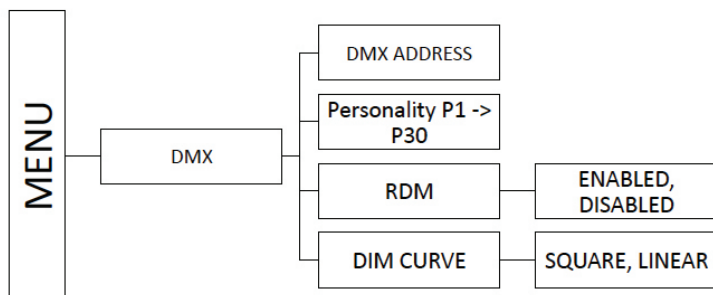 MENU
DMX
DMX ADDRESS
Personality P1 ->
P30
RDM
ENABLED,
DISABLED
DIM CURVE
SQUARE, LINEAR